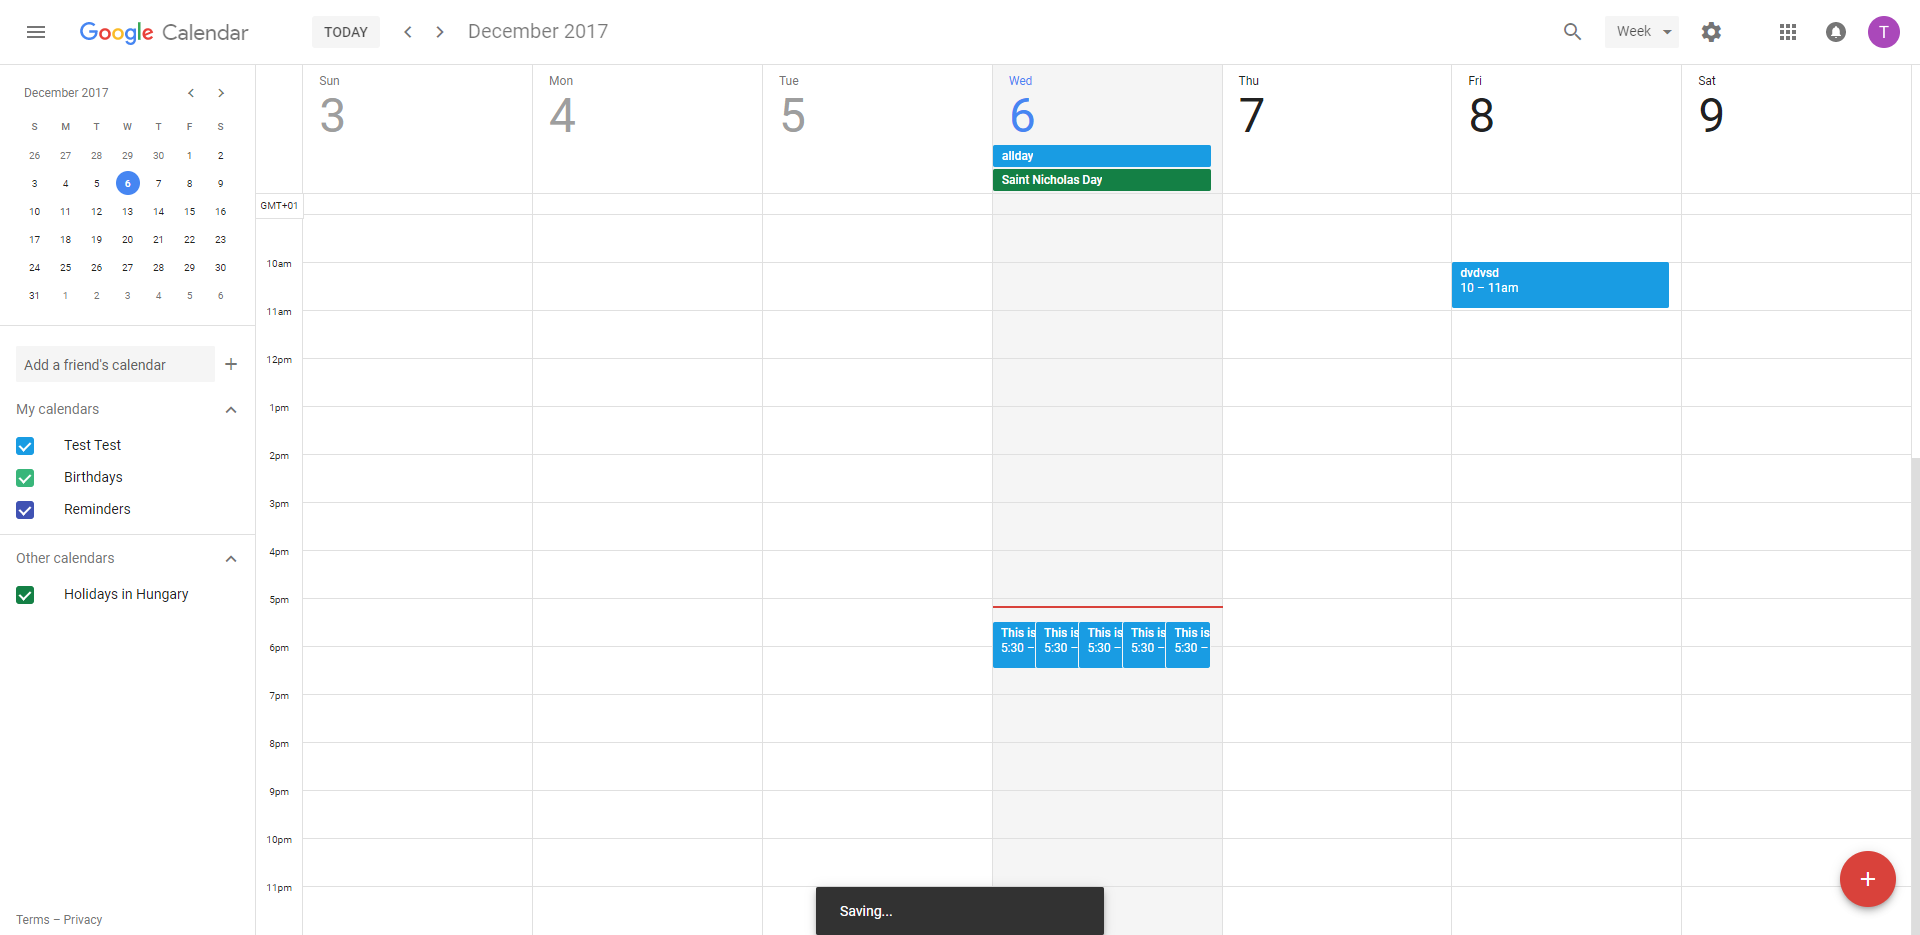 Google Calendar
TODAY
December 2017
Week
T
December 2017
S M T W T F S
26 27 28 29 30 1 2
3 4 5 6 7 8 9
10 11 12 13 14 15 16
17 18 19 20 21 22 23
24 25 26 27 28 29 30
31 1 2 3 4 5 6
Add a friend's calendar
My calendars
Test Test
Birthdays
Reminders
Other calendars
Holidays in Hungary
Terms – Privacy
Sun Mon Tue Wed Thu Fri Sat
3 4 5 6 7 8 9
allday
Saint Nicholas Day
GMT+01
10am
dvdvsd
10 – 11am
11am
12pm
1pm
2pm
3pm
4pm
5pm
This is This is This is This is This is
5:30 – 5:30 – 5:30 – 5:30 – 5:30 –
6pm
7pm
8pm
9pm
10pm
11pm
Saving...